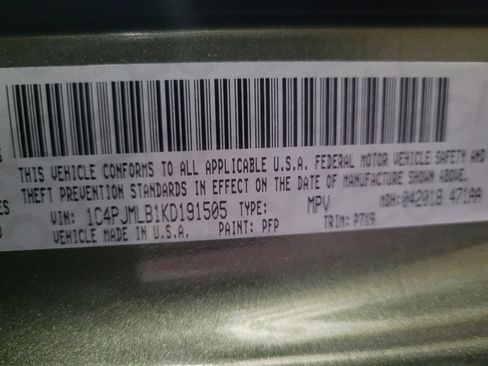 THIS VEHICLE CONFORMS TO ALL APPLICABLE U.S.A. FEDERAL MOTOR VEHICLE SAFETY AND
THEFT PREVENTION STANDARDS IN EFFECT ON THE DATE OF MANUFACTURE SHOWN ABOVE.
VIN: 1C4PJMLB1KD191505 TYPE: MPV MDH: 042018 471AA
VEHICLE MADE IN U.S.A. PAINT: PFP TRIM: P7X9